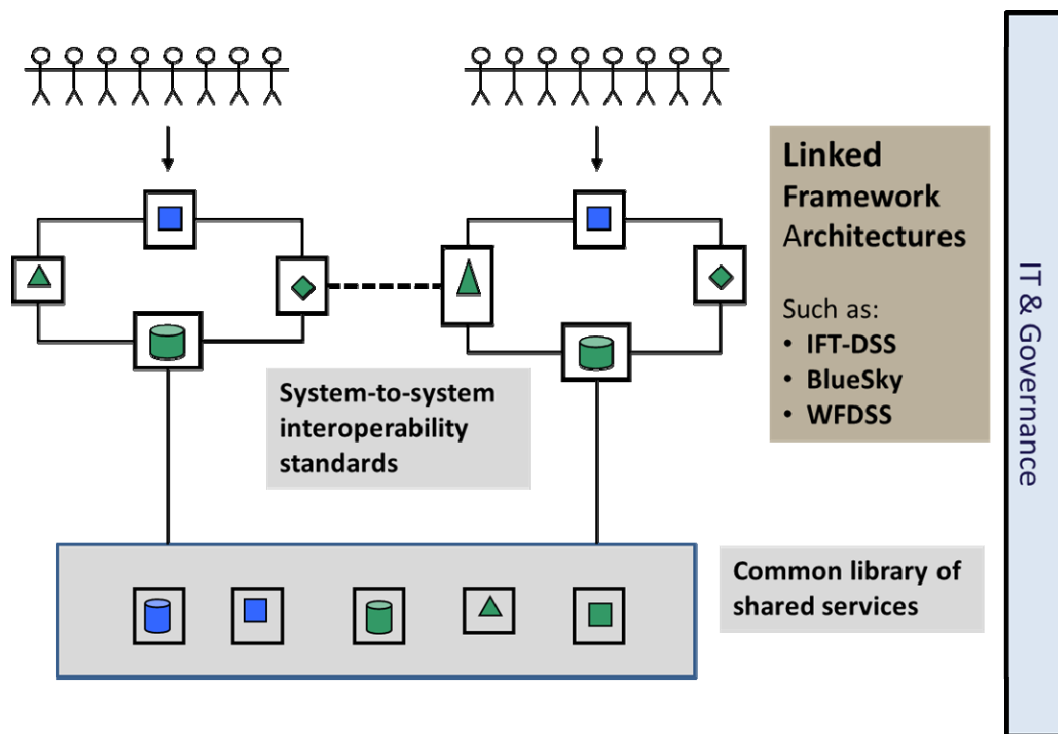 Linked
Framework
Architectures
Such as:
• IFT-DSS
• BlueSky
• WFDSS
IT & Governance
System-to-system
interoperability
standards
Common library of
shared services